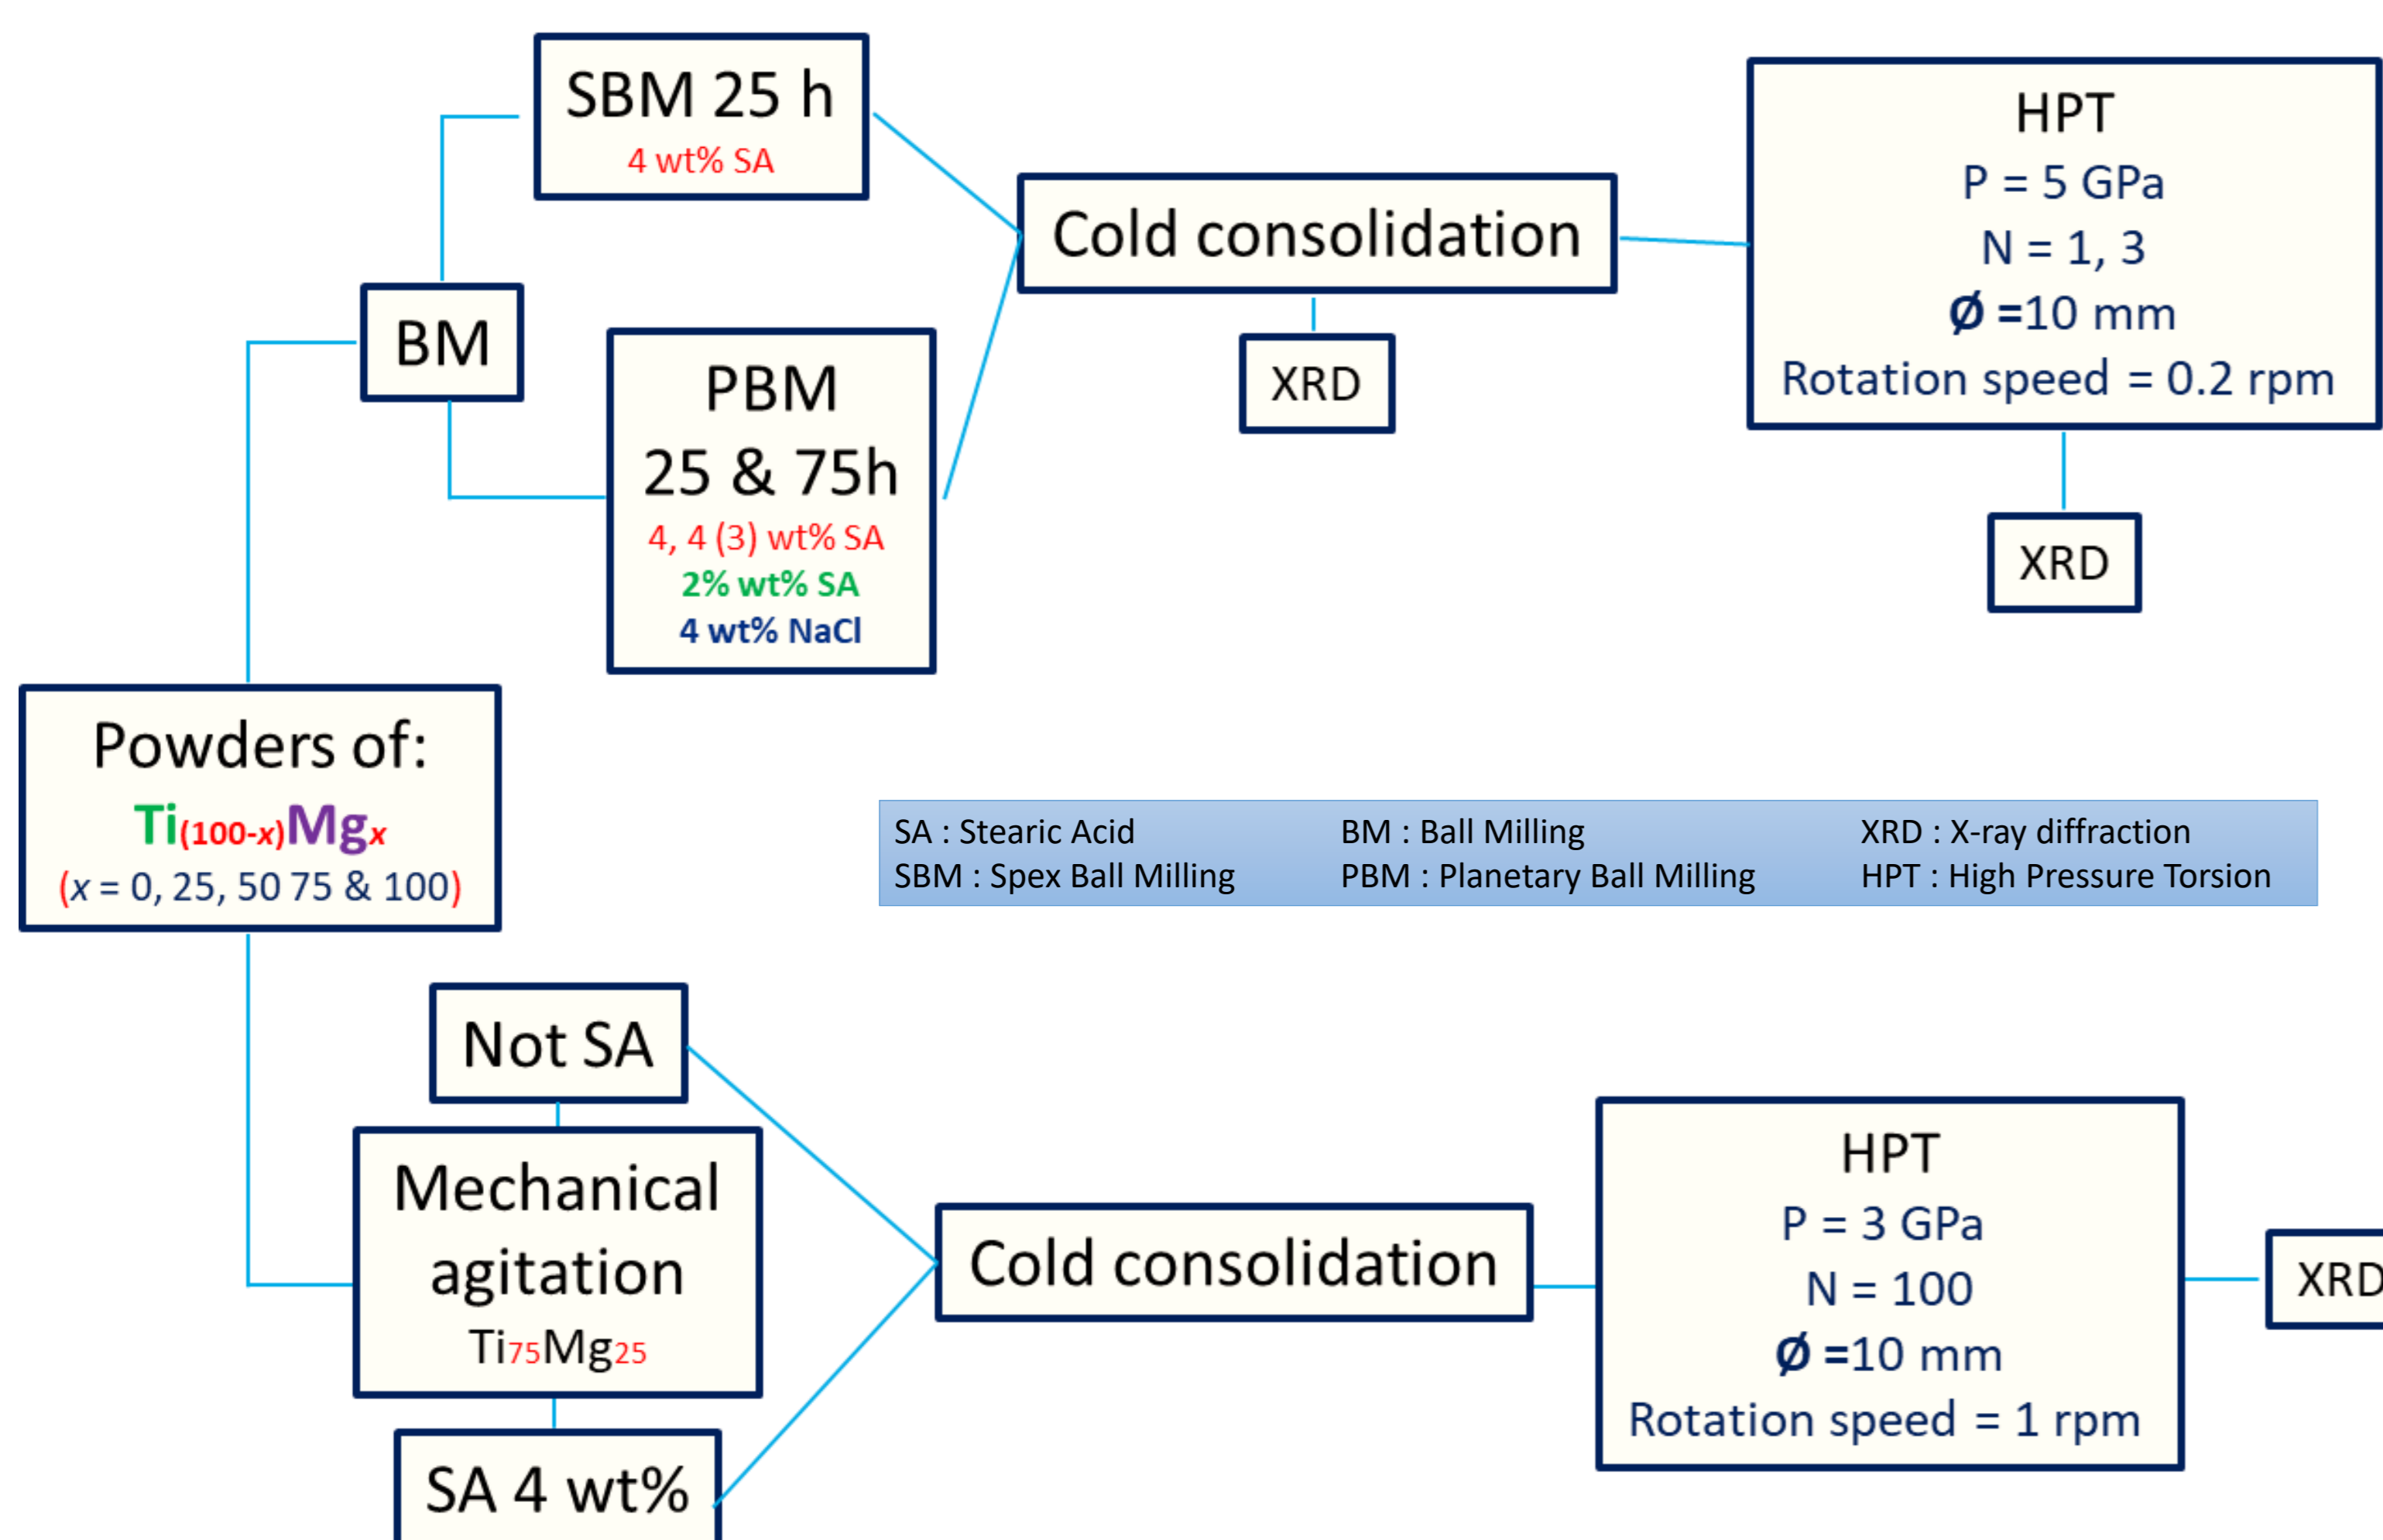 SBM 25 h
4 wt% SA
HPT
P = 5 GPa
N = 1, 3
Ø =10 mm
Rotation speed = 0.2 rpm
Cold consolidation
BM
XRD
PBM
25 & 75h
4, 4 (3) wt% SA
2% wt% SA
4 wt% NaCl
XRD
Powders of:
Ti(100-x)Mgx
(x = 0, 25, 50 75 & 100)
SA : Stearic Acid BM : Ball Milling XRD : X-ray diffraction
SBM : Spex Ball Milling PBM : Planetary Ball Milling HPT : High Pressure Torsion
Not SA
Mechanical
agitation
Ti75Mg25
SA 4 wt%
Cold consolidation
HPT
P = 3 GPa
N = 100
Ø =10 mm
Rotation speed = 1 rpm
XRD